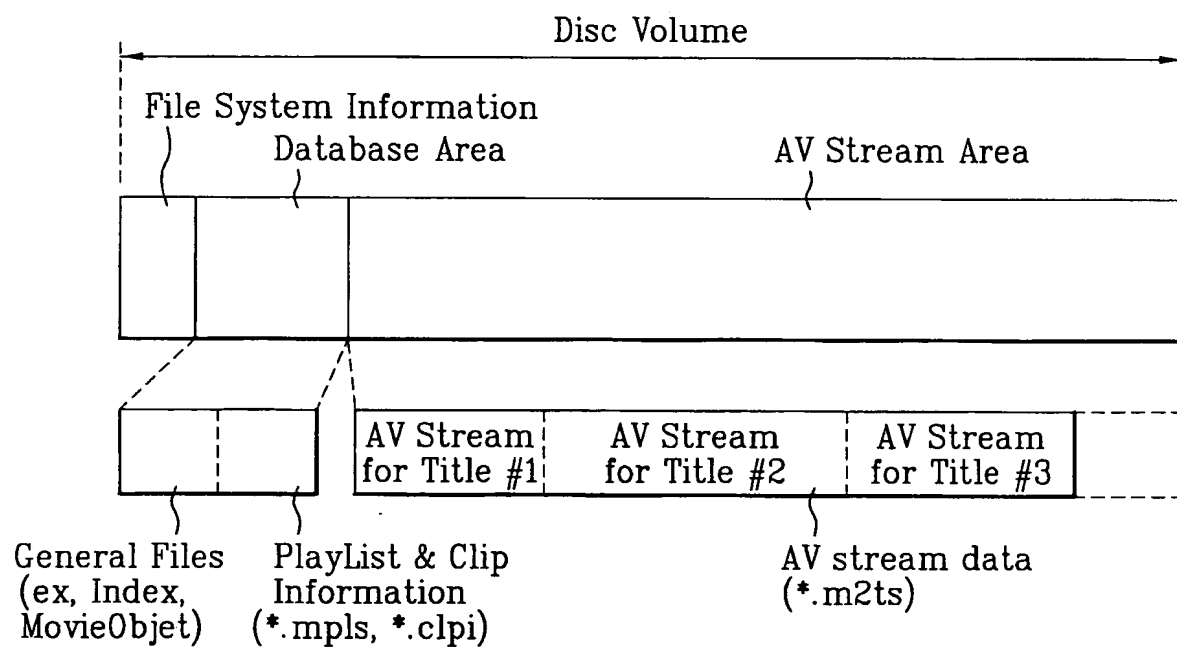 Disc Volume
File System Information
Database Area
AV Stream Area
AV Stream
for Title #1
AV Stream
for Title #2
AV Stream
for Title #3
General Files
(ex, Index,
MovieObjet)
PlayList & Clip
Information
(*.mpls, *.clpi)
AV stream data
(*.m2ts)